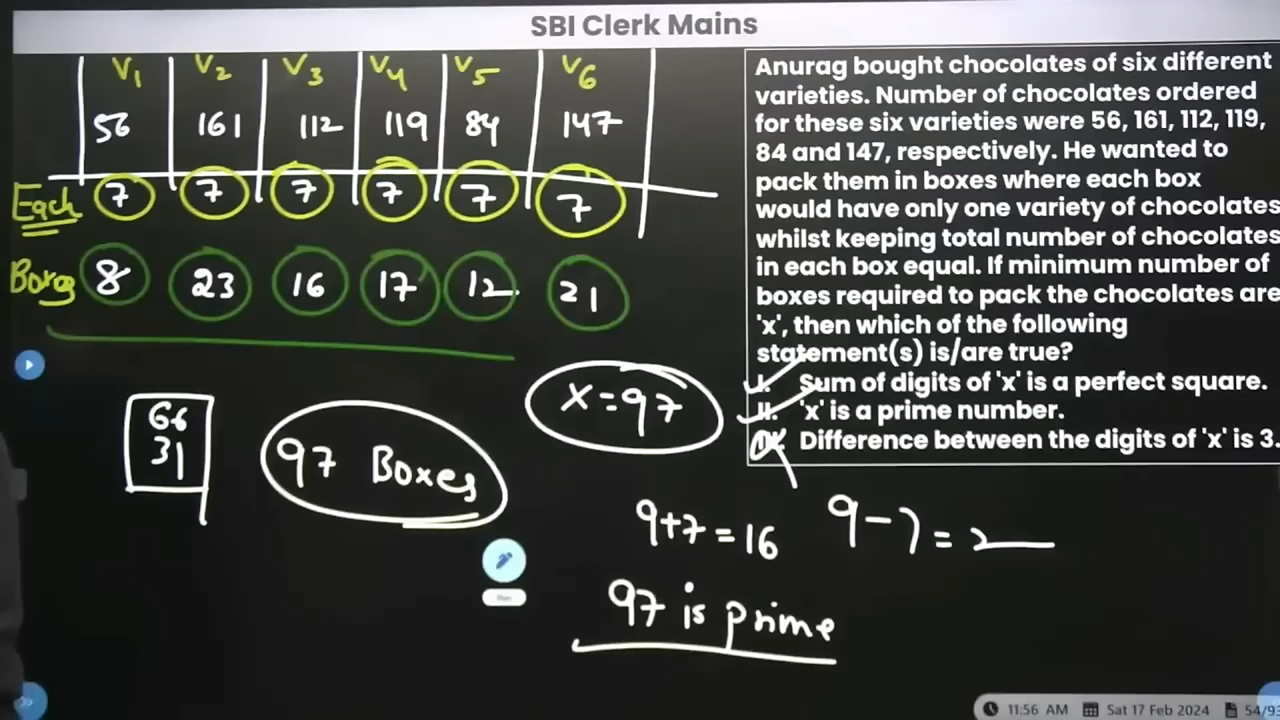 SBI Clerk Mains
V1 V2 V3 V4 V5 V6
56 161 112 119 84 147
Each 7 7 7 7 7 7
Boxes 8 23 16 17 12 21
66
31
97 Boxes
x=97
9+7=16
9-7=2
97 is prime
Anurag bought chocolates of six different
varieties. Number of chocolates ordered
for these six varieties were 56, 161, 112, 119,
84 and 147, respectively. He wanted to
pack them in boxes where each box
would have only one variety of chocolates
whilst keeping total number of chocolates
in each box equal. If minimum number of
boxes required to pack the chocolates are
'x', then which of the following
statement(s) is/are true?
I. Sum of digits of 'x' is a perfect square.
II. 'x' is a prime number.
Difference between the digits of 'x' is 3.
11:56 AM Sat 17 Feb 2024 54/93